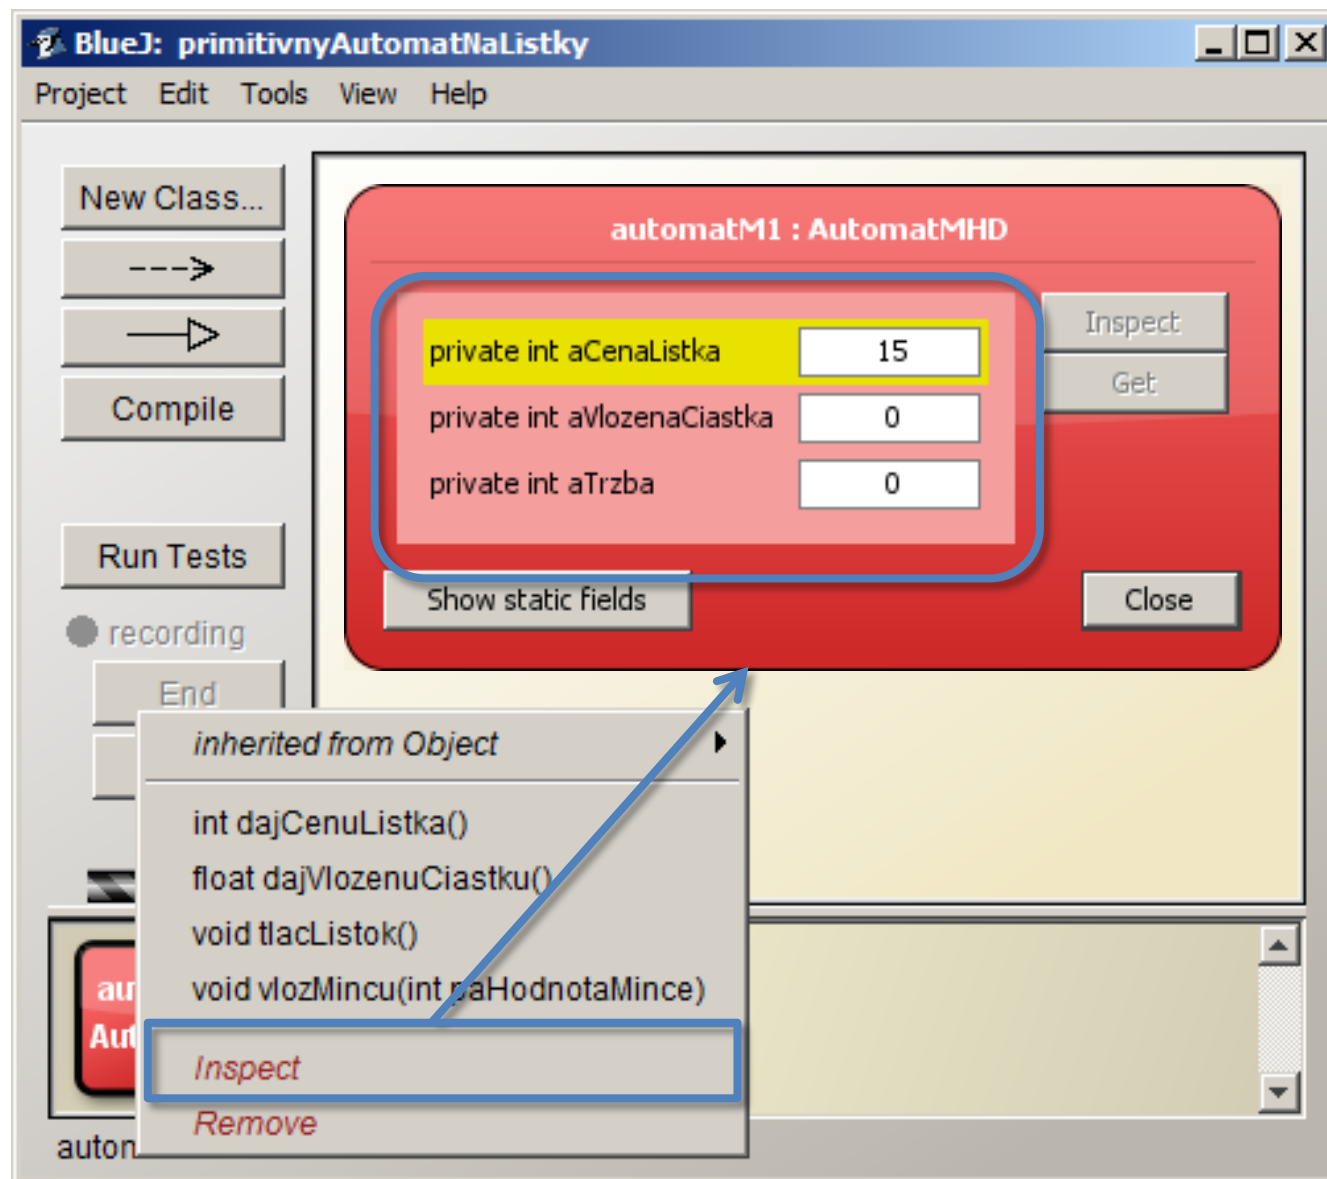 BlueJ: primitivnyAutomatNaListky
Project Edit Tools View Help
New Class...
Compile
Run Tests
recording
End
automatM1 : AutomatMHD
private int aCenaListka 15
private int aVlozenaCiastka 0
private int aTrzba 0
Inspect
Get
Show static fields
Close
inherited from Object
int dajCenuListka()
float dajVlozenuCiastku()
void tlacListok()
void vlozMincu(int paHodnotaMince)
Inspect
Remove